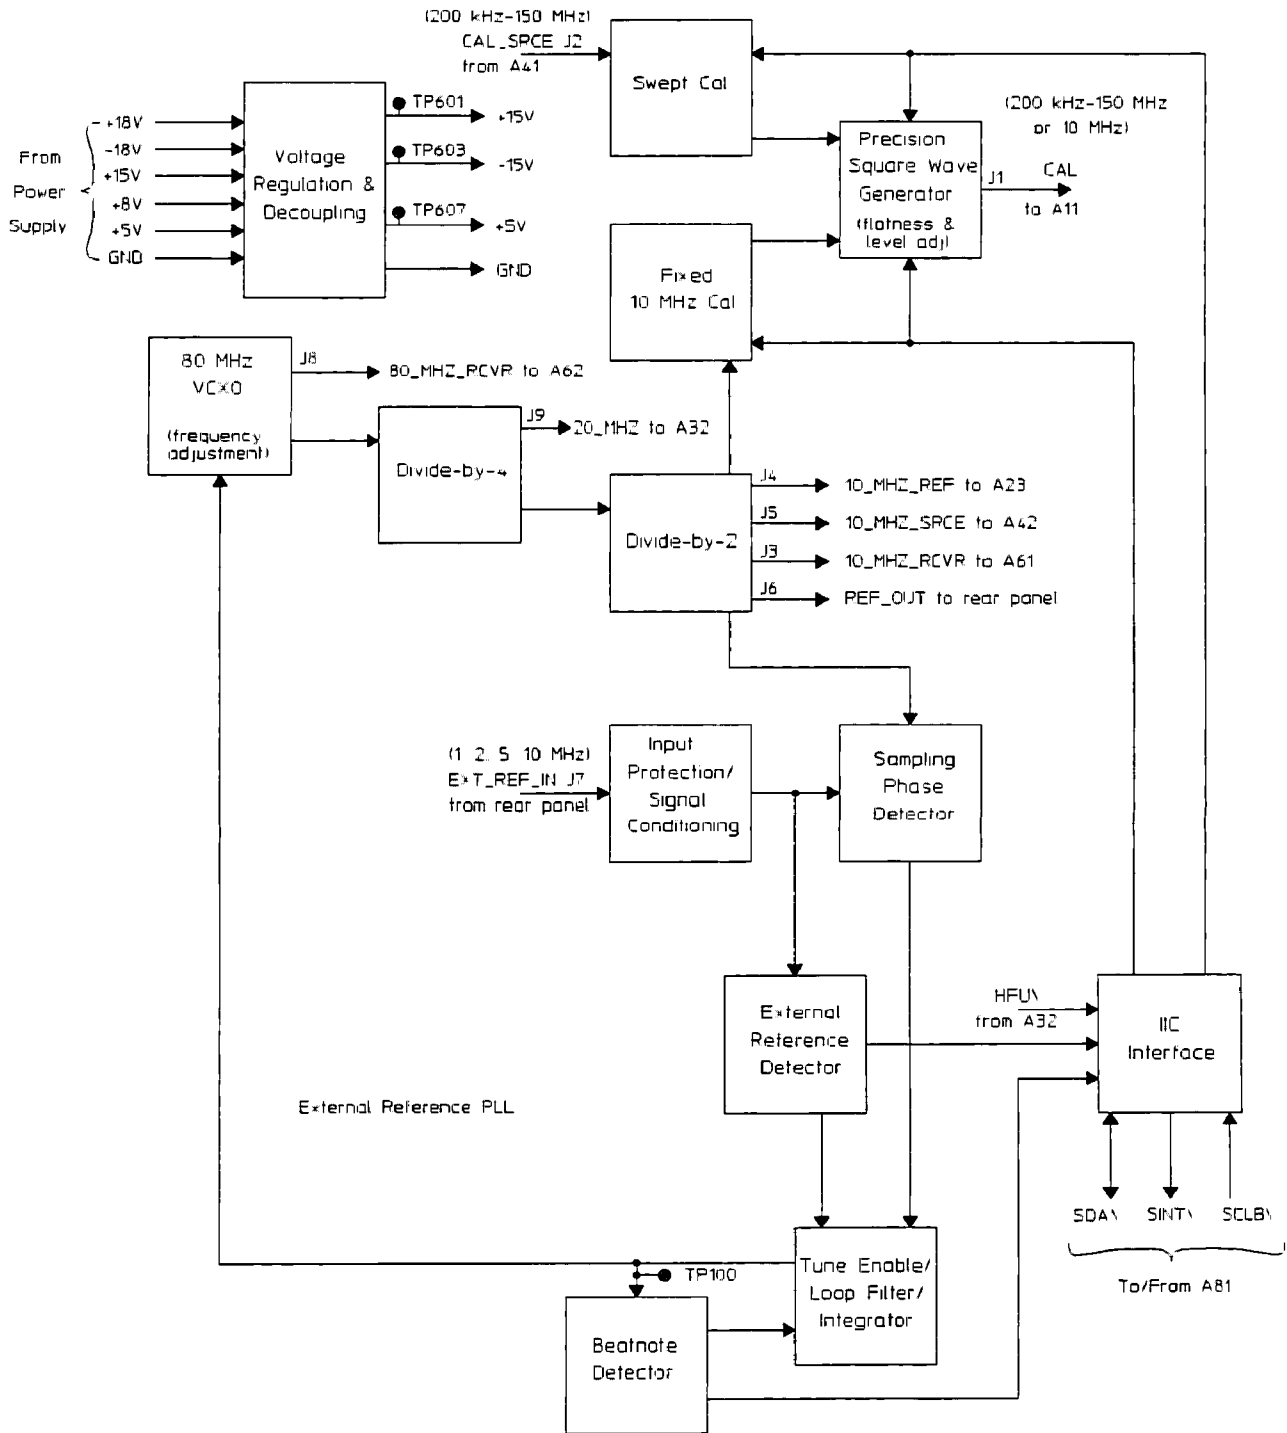 (200 kHz-150 MHz)
CAL_SRCE J2
from A41
Swept Cal
(200 kHz-150 MHz
or 10 MHz)
Precision
Square Wave
Generator
(flatness &
level adj)
J1
CAL
to A11
From
Power
Supply
+18V
-18V
+15V
+8V
+5V
GND
Voltage
Regulation &
Decoupling
TP601
+15V
TP603
-15V
TP607
+5V
GND
Fixed
10 MHz Cal
80 MHz
VCXO
(frequency
adjustment)
J8
80_MHZ_RCVR to A62
Divide-by-4
J9
20_MHZ to A32
Divide-by-2
J4
10_MHZ_REF to A23
J5
10_MHZ_SRCE to A42
J3
10_MHZ_RCVR to A61
J6
REF_OUT to rear panel
(1 2 5 10 MHz)
EXT_REF_IN J7
from rear panel
Input
Protection/
Signal
Conditioning
Sampling
Phase
Detector
External
Reference
Detector
HFU\
from A32
IIC
Interface
External Reference PLL
SDA\
SINT\
SCLB\
To/From A81
TP100
Tune Enable/
Loop Filter/
Integrator
Beatnote
Detector